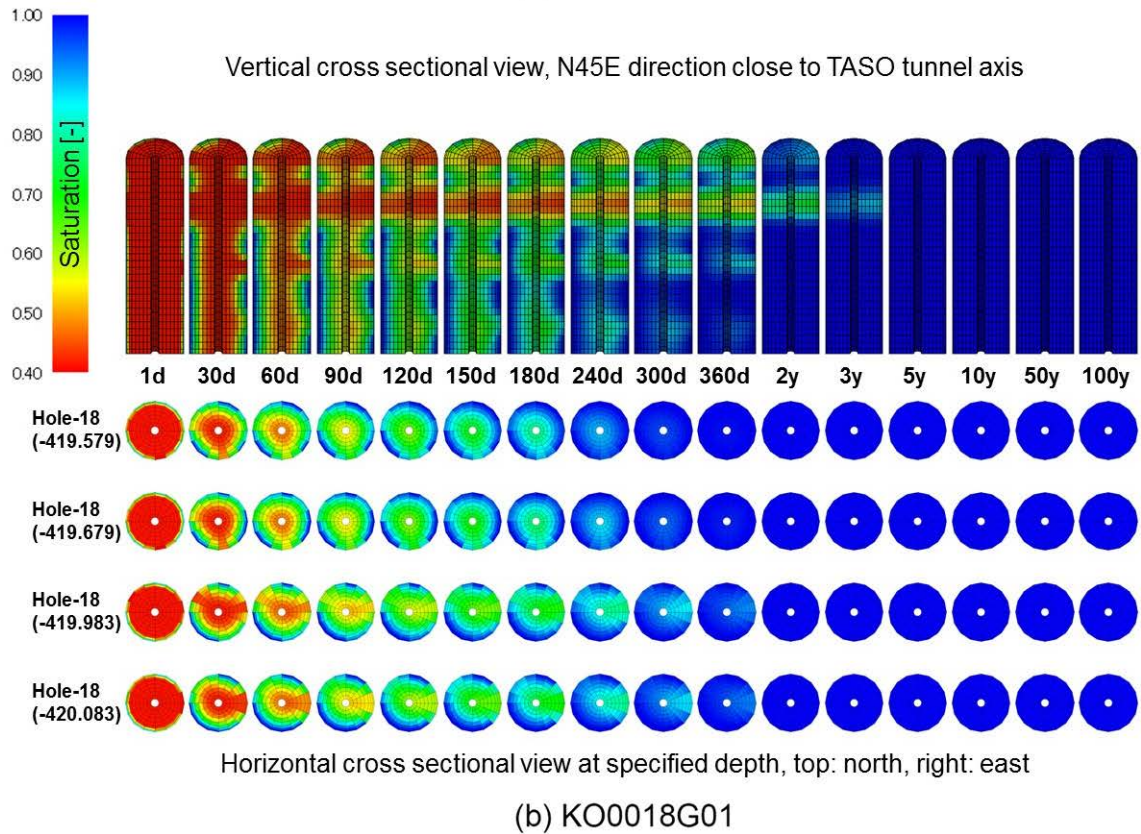 1.00
0.90
0.80
0.70
0.60
0.50
0.40
Saturation [-]
Vertical cross sectional view, N45E direction close to TASO tunnel axis
1d 30d 60d 90d 120d 150d 180d 240d 300d 360d 2y 3y 5y 10y 50y 100y
Hole-18
(-419.579)
Hole-18
(-419.679)
Hole-18
(-419.983)
Hole-18
(-420.083)
Horizontal cross sectional view at specified depth, top: north, right: east
(b) KO0018G01